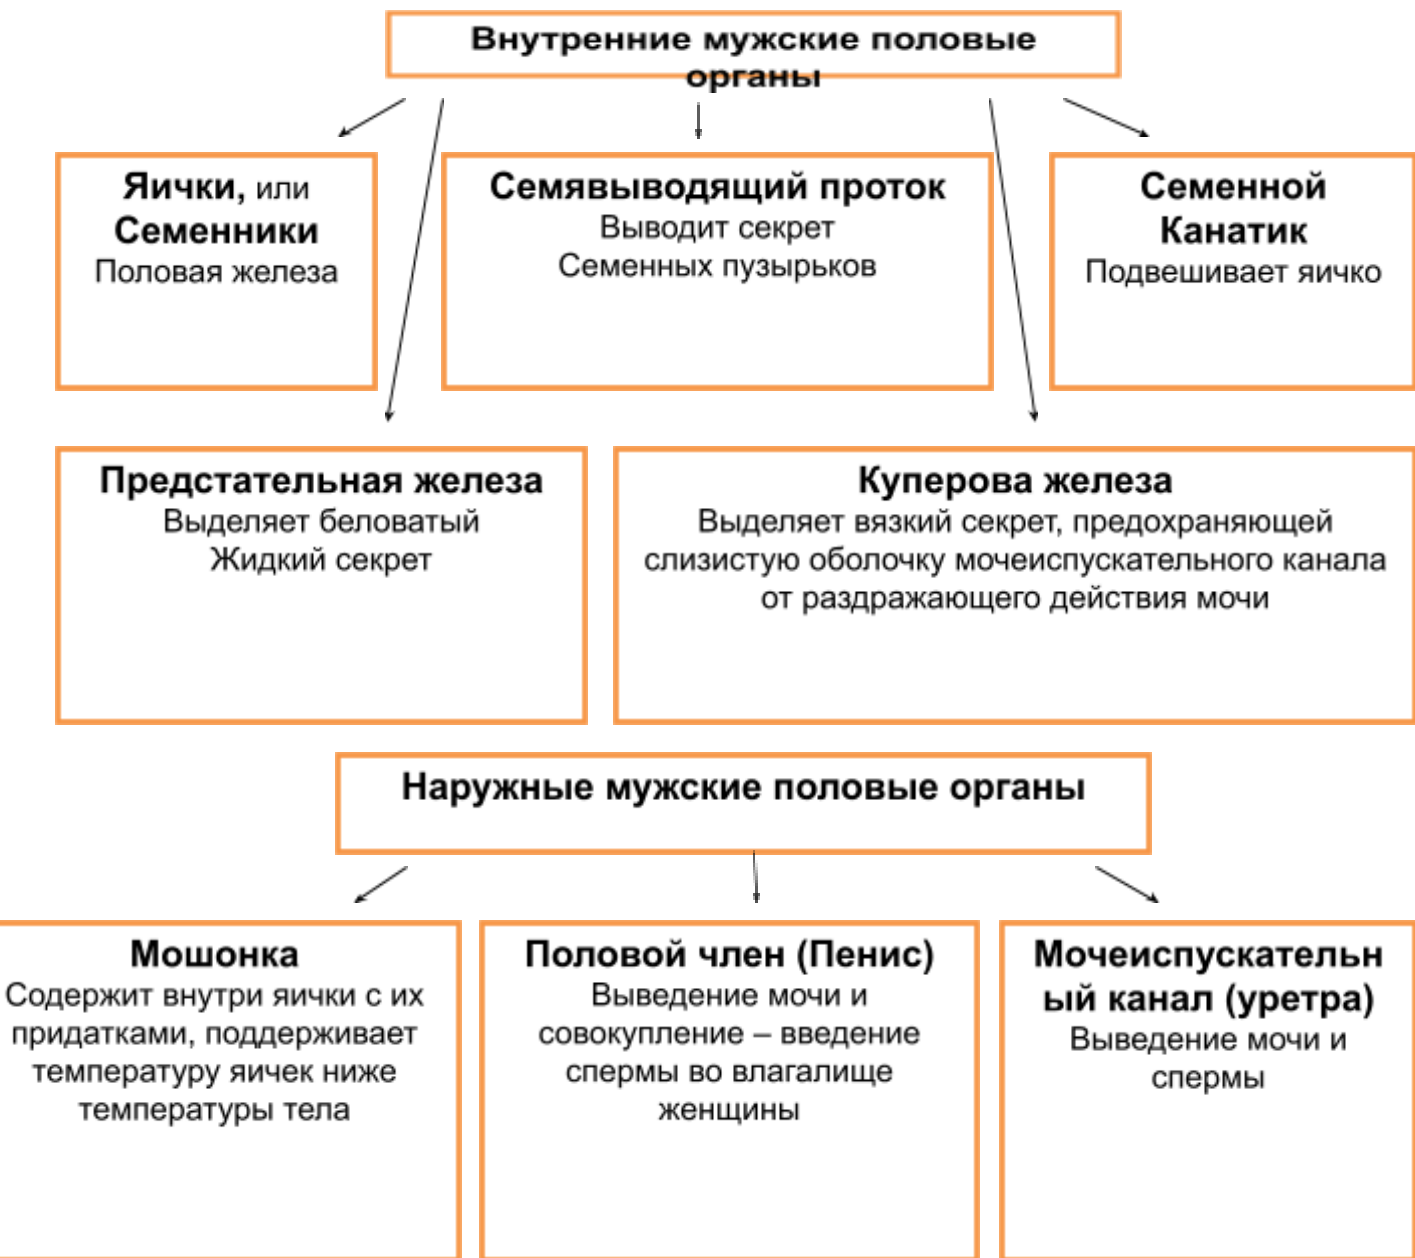 Внутренние мужские половые
органы
Яички, или
Семенники
Половая железа
Семявыводящий проток
Выводит секрет
Семенных пузырьков
Семенной
Канатик
Подвешивает яичко
Предстательная железа
Выделяет беловатый
Жидкий секрет
Куперова железа
Выделяет вязкий секрет, предохраняющей
слизистую оболочку мочеиспускательного канала
от раздражающего действия мочи
Наружные мужские половые органы
Мошонка
Содержит внутри яички с их
придатками, поддерживает
температуру яичек ниже
температуры тела
Половой член (Пенис)
Выведение мочи и
совокупление – введение
спермы во влагалище
женщины
Мочеиспускательн
ый канал (уретра)
Выведение мочи и
спермы